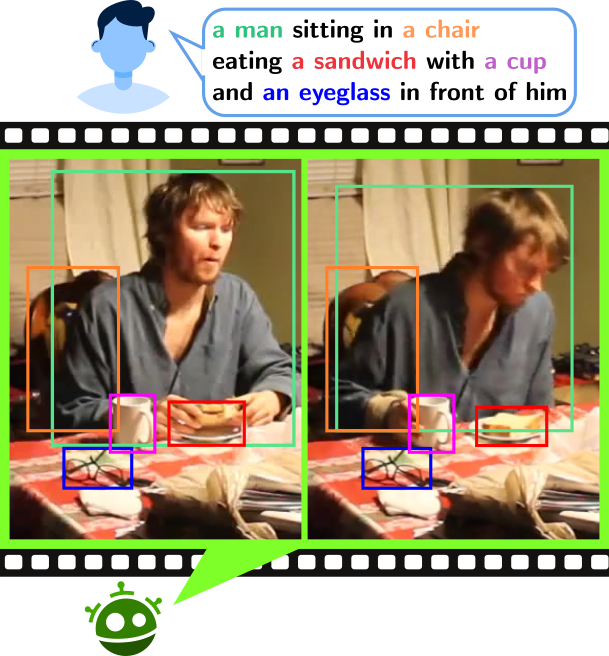 a man sitting in a chair
eating a sandwich with a cup
and an eyeglass in front of him